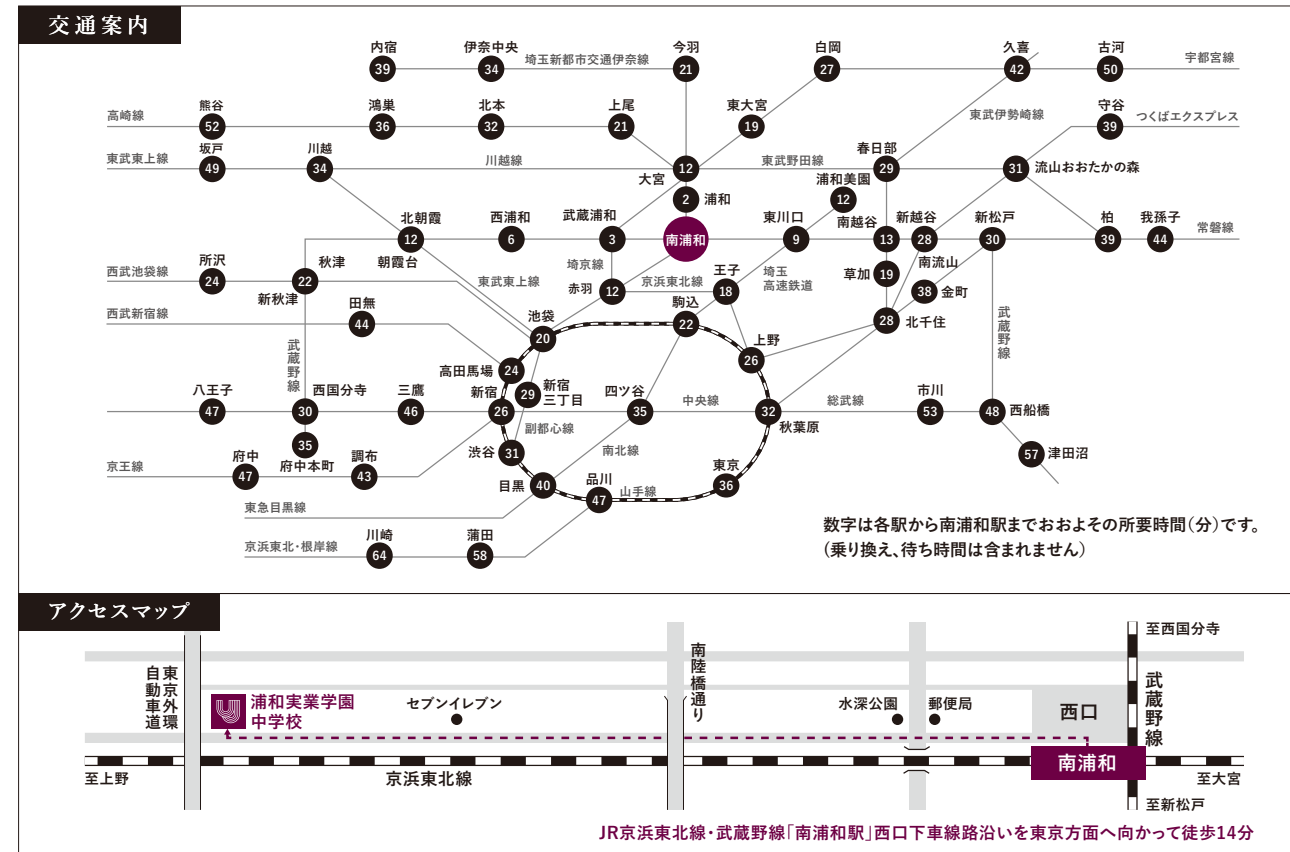 交通案内
内宿
39
伊奈中央
34
埼玉新都市交通伊奈線
今羽
21
白岡
27
久喜
42
古河
50
宇都宮線
高崎線
熊谷
52
鴻巣
36
北本
32
上尾
21
東大宮
19
東武伊勢崎線
守谷
39
つくばエクスプレス
東武東上線
坂戸
49
川越
34
川越線
12
大宮
東武野田線
春日部
29
31
流山おおたかの森
2
浦和
浦和美園
12
北朝霞
12
朝霞台
西浦和
6
武蔵浦和
3
南浦和
東川口
9
南越谷
13
新越谷
28
南流山
新松戸
30
柏
39
我孫子
44
常磐線
西武池袋線
所沢
24
秋津
22
新秋津
東武東上線
埼京線
赤羽
12
京浜東北線
王子
18
埼玉
高速鉄道
草加
19
38
金町
西武新宿線
田無
44
池袋
20
駒込
22
上野
26
28
北千住
武蔵野線
武蔵野線
高田馬場
24
29
新宿
三丁目
八王子
47
西国分寺
30
三鷹
46
新宿
26
四ツ谷
35
中央線
32
秋葉原
総武線
市川
53
48
西船橋
35
府中本町
副都心線
南北線
渋谷
31
57
津田沼
京王線
府中
47
調布
43
目黒
40
品川
47
山手線
東京
36
東急目黒線
京浜東北・根岸線
川崎
64
蒲田
58
数字は各駅から南浦和駅までおおよその所要時間(分)です。
(乗り換え、待ち時間は含まれません)
アクセスマップ
至西国分寺
東京外環
自動車道
浦和実業学園
中学校
セブンイレブン
南陸橋通り
水深公園
郵便局
西口
武蔵野線
南浦和
至上野
京浜東北線
至大宮
至新松戸
JR京浜東北線・武蔵野線「南浦和駅」西口下車線路沿いを東京方面へ向かって徒歩14分